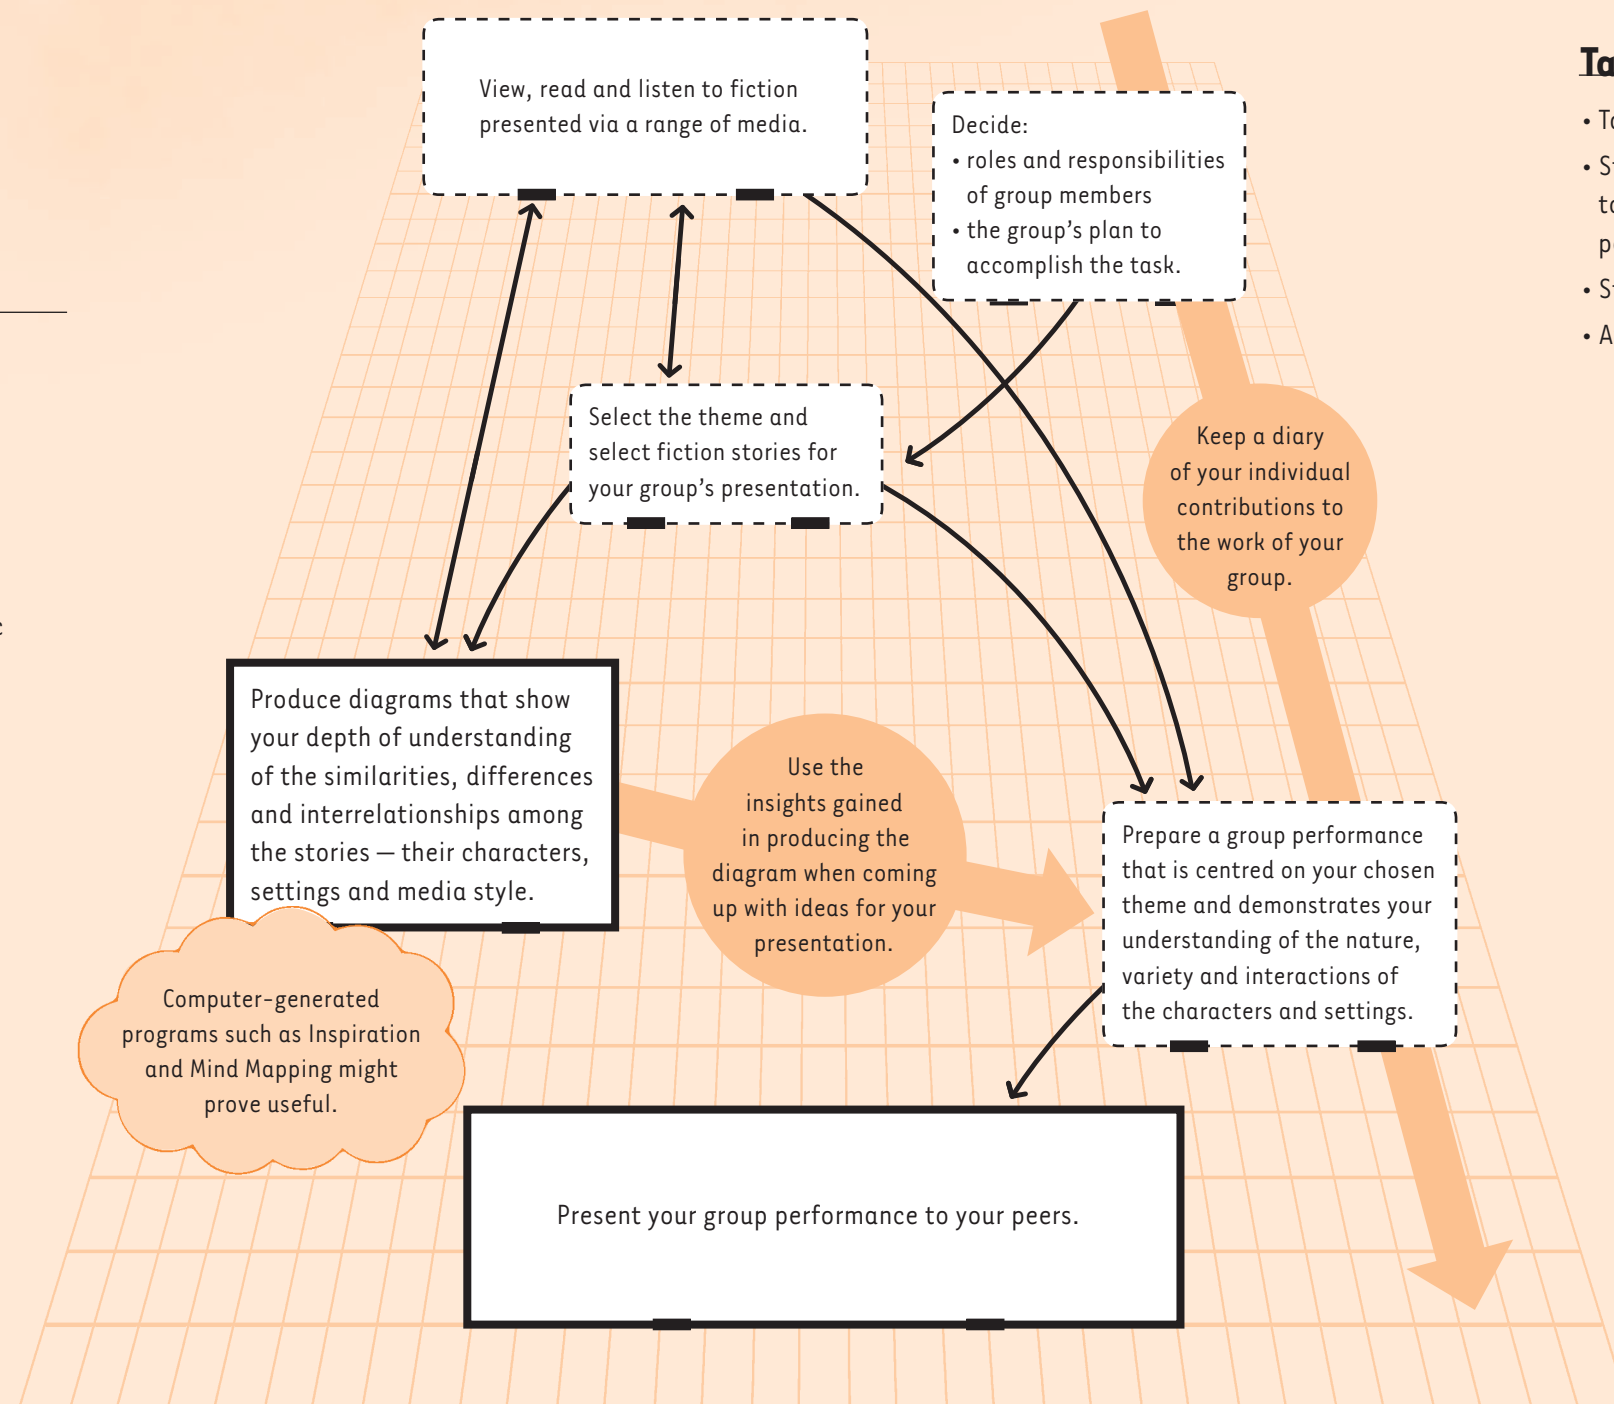 View, read and listen to fiction
presented via a range of media.
Decide:
• roles and responsibilities
of group members
• the group’s plan to
accomplish the task.
Select the theme and
select fiction stories for
your group’s presentation.
Keep a diary
of your individual
contributions to
the work of your
group.
Produce diagrams that show
your depth of understanding
of the similarities, differences
and interrelationships among
the stories — their characters,
settings and media style.
Use the
insights gained
in producing the
diagram when coming
up with ideas for your
presentation.
Prepare a group performance
that is centred on your chosen
theme and demonstrates your
understanding of the nature,
variety and interactions of
the characters and settings.
Computer-generated
programs such as Inspiration
and Mind Mapping might
prove useful.
Present your group performance to your peers.